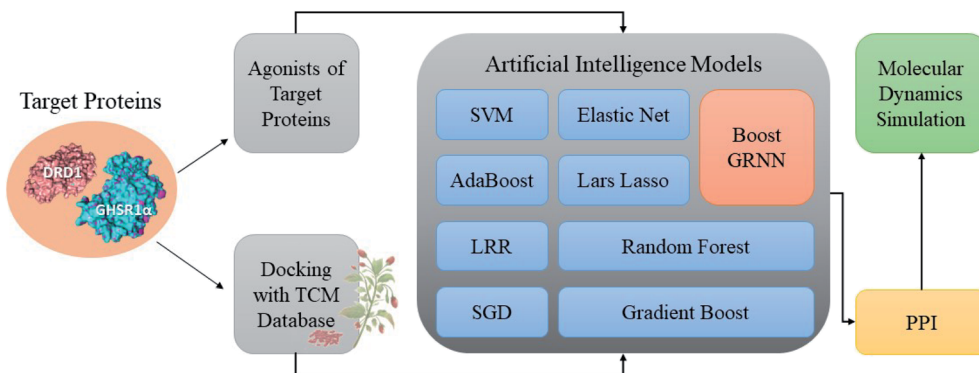 Target Proteins
DRD1
GHSR1α
Agonists of
Target
Proteins
Docking
with TCM
Database
Artificial Intelligence Models
SVM
Elastic Net
Boost
GRNN
AdaBoost
Lars Lasso
LRR
Random Forest
SGD
Gradient Boost
Molecular
Dynamics
Simulation
PPI